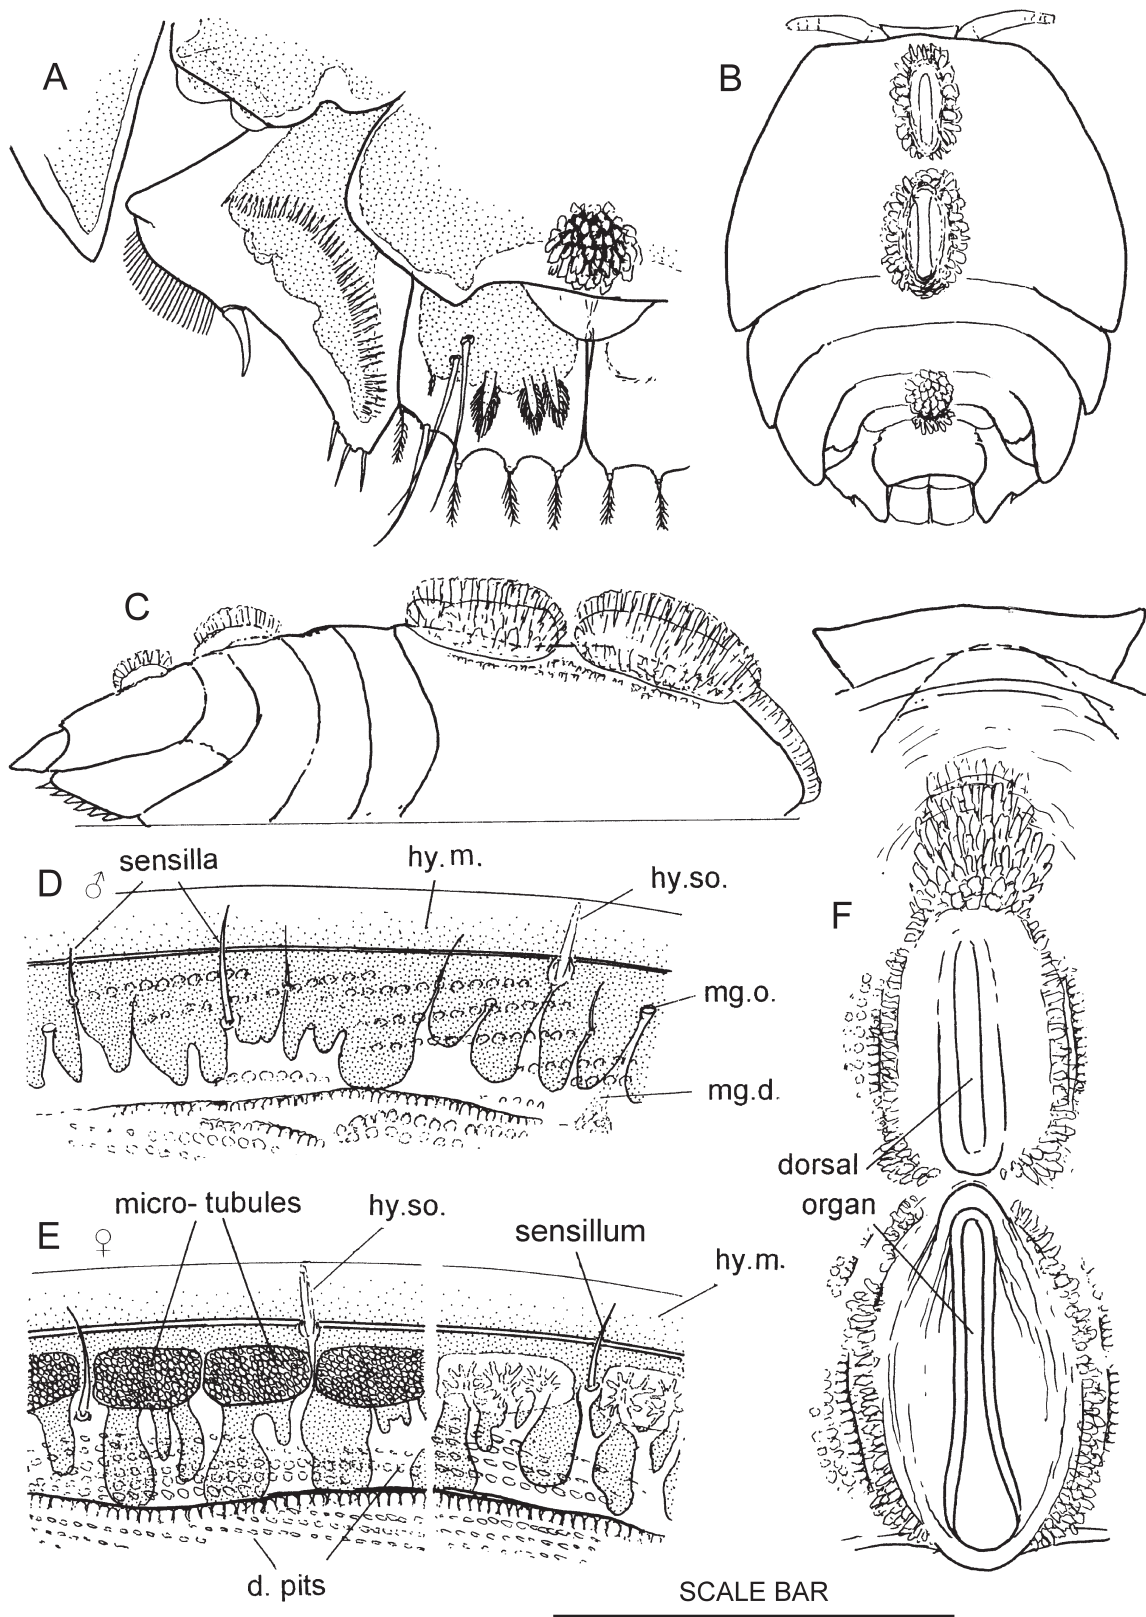 A
B
C
D ♂
sensilla
hy.m.
hy.so.
mg.o.
mg.d.
E ♀
micro- tubules
hy.so.
sensillum
hy.m.
d. pits
F
dorsal
organ
SCALE BAR